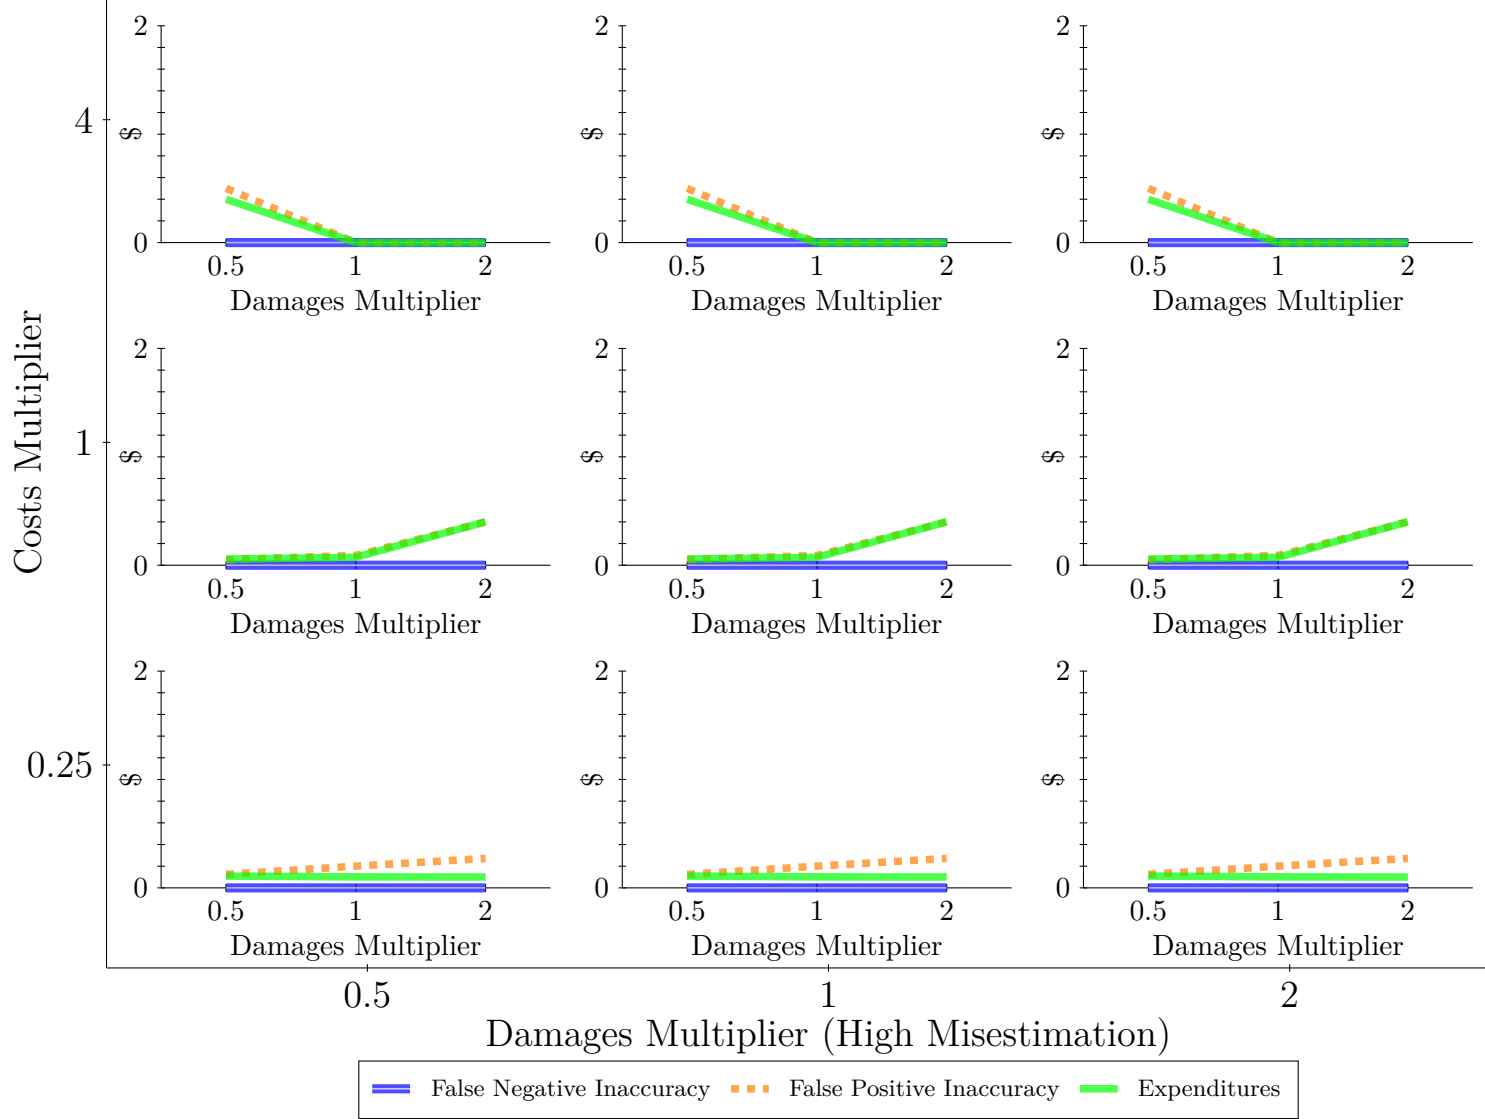 Costs Multiplier
4
2
$
0
0.5 1 2
Damages Multiplier
2
$
0
0.5 1 2
Damages Multiplier
2
$
0
0.5 1 2
Damages Multiplier
1
2
$
0
0.5 1 2
Damages Multiplier
2
$
0
0.5 1 2
Damages Multiplier
2
$
0
0.5 1 2
Damages Multiplier
0.25
2
$
0
0.5 1 2
Damages Multiplier
2
$
0
0.5 1 2
Damages Multiplier
2
$
0
0.5 1 2
Damages Multiplier
0.5 1 2
Damages Multiplier (High Misestimation)
False Negative Inaccuracy False Positive Inaccuracy Expenditures